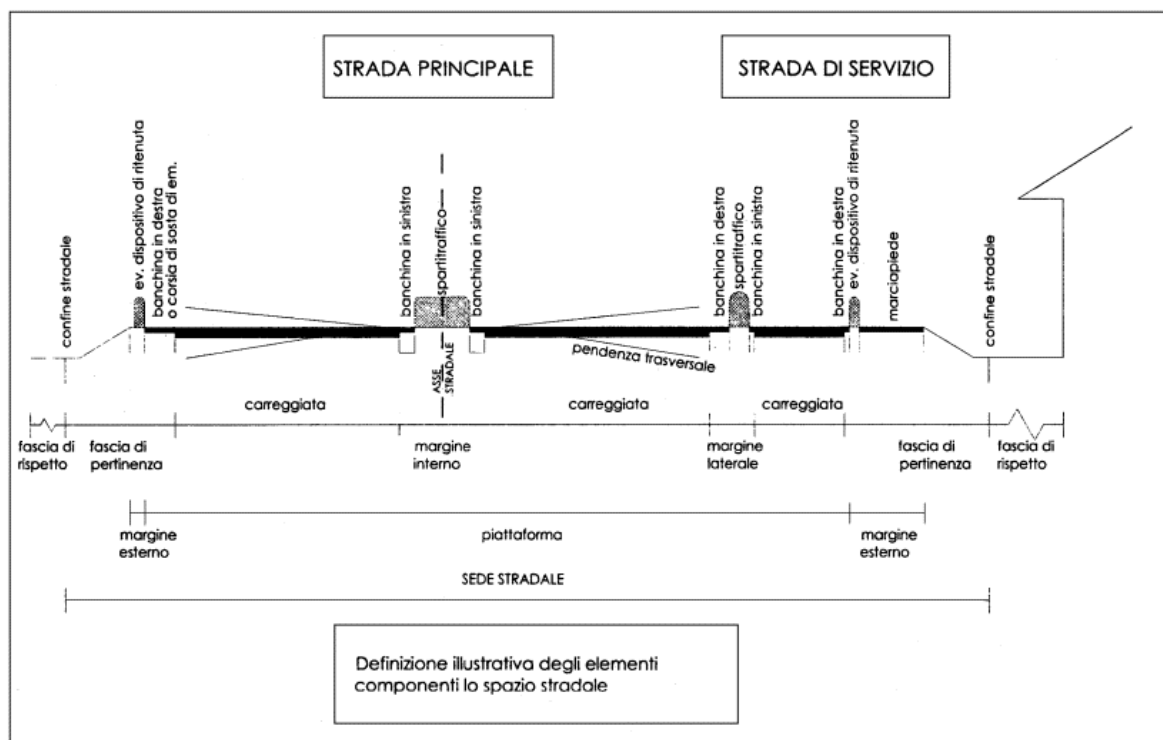 STRADA PRINCIPALE
STRADA DI SERVIZIO
confine stradale
ev. dispositivo di ritenuta
banchina in destra
o corsia di sosta di em.
banchina in sinistra
spartitraffico
banchina in sinistra
banchina in destra
spartitraffico
banchina in sinistra
banchina in destra
ev. dispositivo di ritenuta
marciapiede
confine stradale
ASSE
STRADALE
pendenza trasversale
carreggiata
carreggiata
carreggiata
fascia di
rispetto
fascia di
pertinenza
margine
interno
margine
laterale
fascia di
pertinenza
fascia di
rispetto
margine
esterno
piattaforma
margine
esterno
SEDE STRADALE
Definizione illustrativa degli elementi
componenti lo spazio stradale